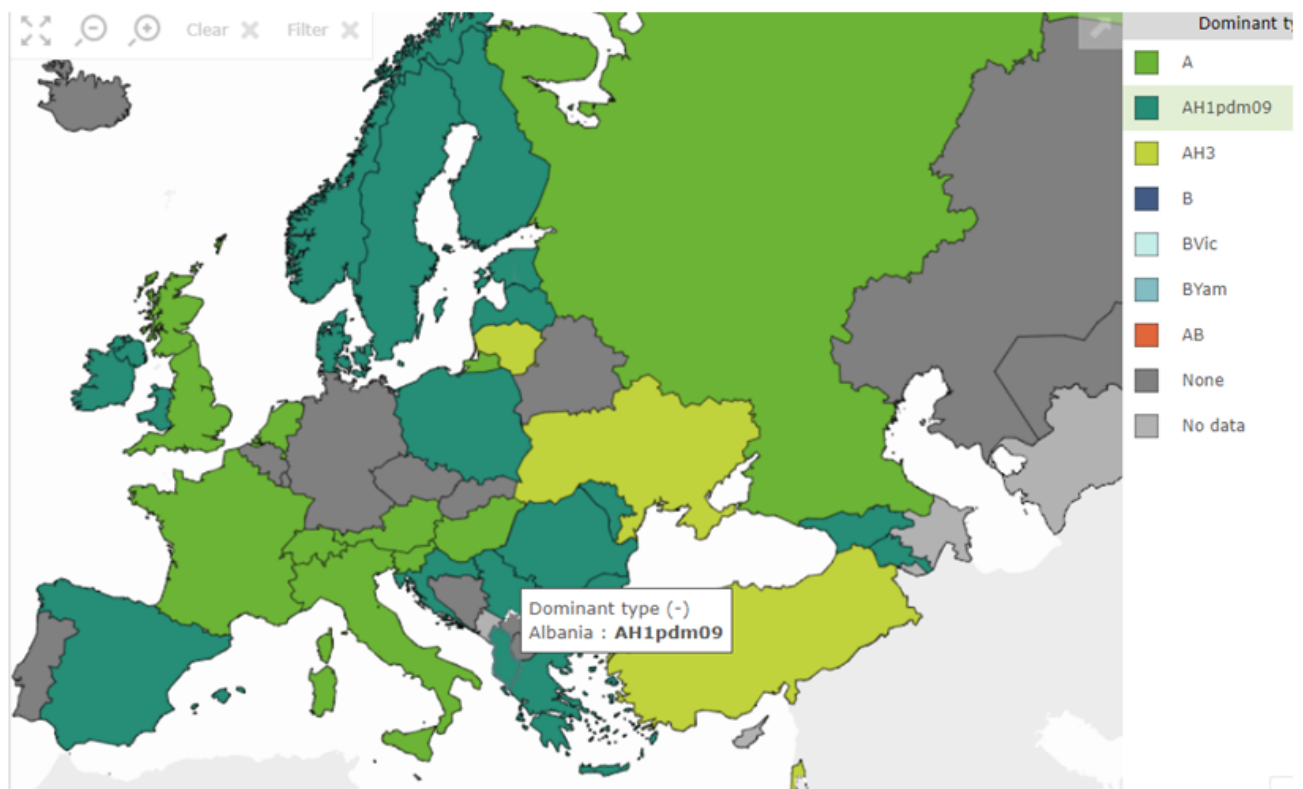 Clear Filter
Dominant ty
A
AH1pdm09
AH3
B
BVic
BYam
AB
None
No data
Dominant type (-)
Albania : AH1pdm09